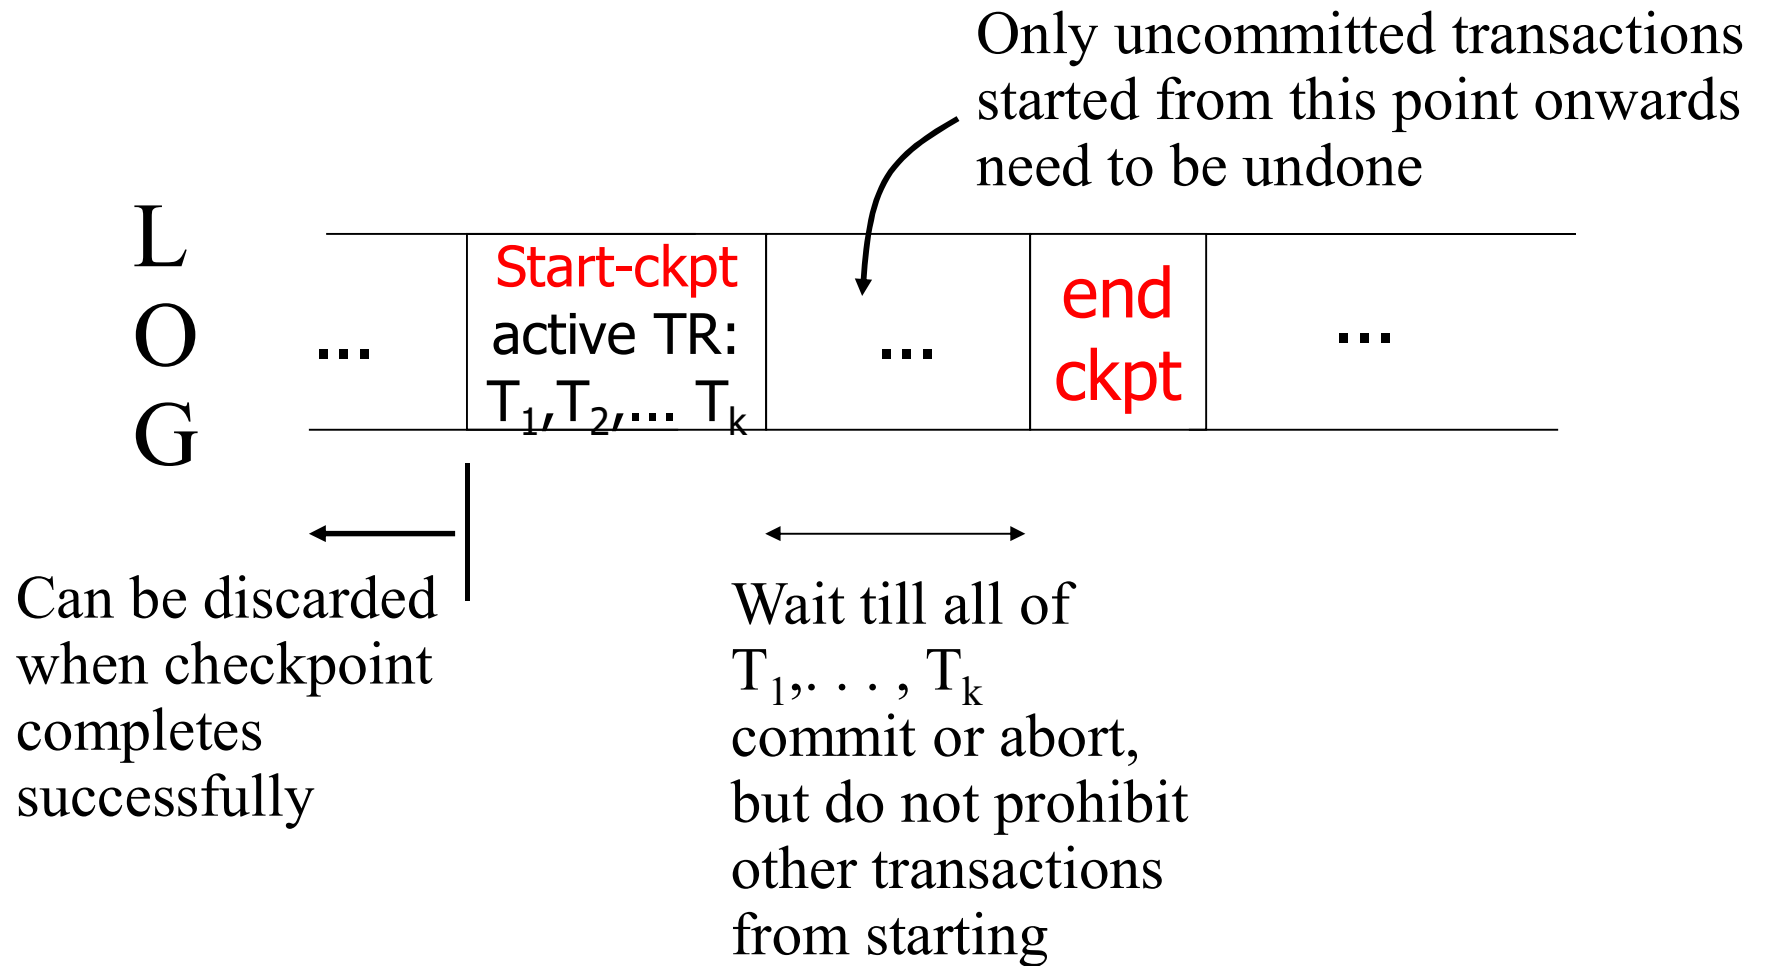 Only uncommitted transactions
started from this point onwards
need to be undone
L
O
G
...
Start-ckpt
active TR:
T1,T2,... Tk
...
end
ckpt
...
Can be discarded
when checkpoint
completes
successfully
Wait till all of
T1,. . . , Tk
commit or abort,
but do not prohibit
other transactions
from starting